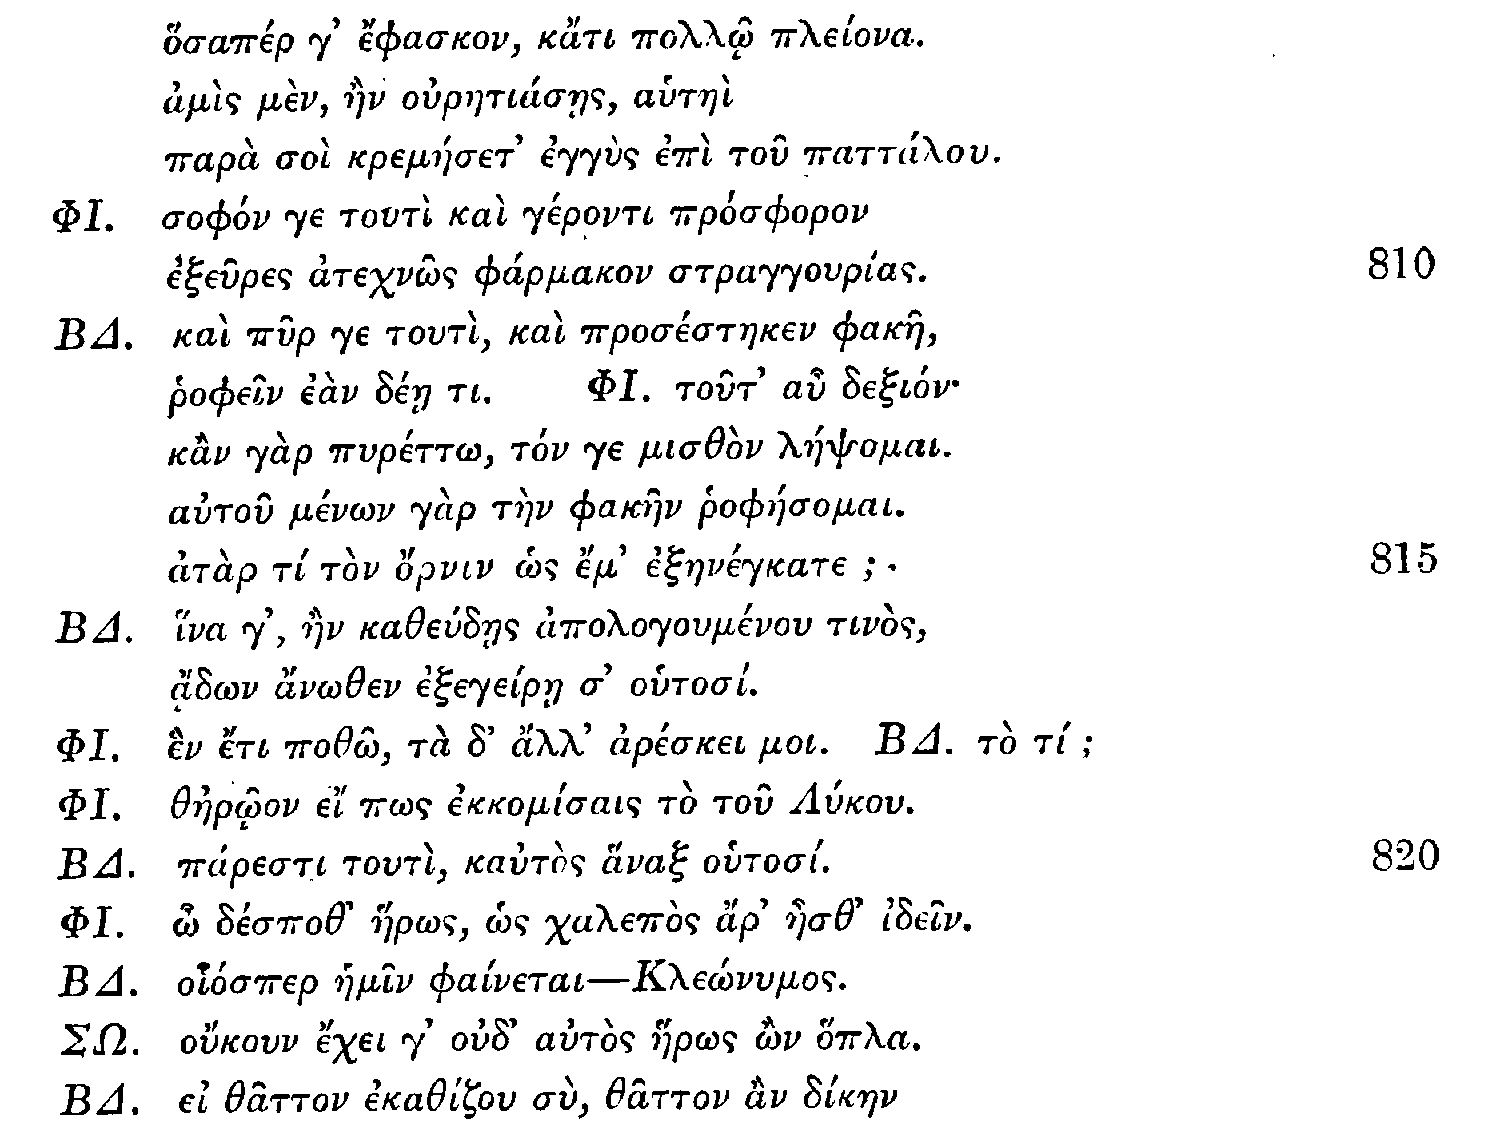 ὅσαπέρ γ’ ἔφασκον, κἄτι πολλῷ πλείονα.
ἁμὶς μὲν, ἢν οὐρητιάσῃς, αὑτηὶ
παρὰ σοὶ κρεμήσετ’ ἐγγὺς ἐπὶ τοῦ παττάλου.
ΦΙ. σοφόν γε τουτὶ καὶ γέροντι πρόσφορον
ἐξεῦρες ἀτεχνῶς φάρμακον στραγγουρίας. 810
ΒΔ. καὶ πῦρ γε τουτὶ, καὶ προσέστηκεν φακῆ,
ῥοφεῖν ἐὰν δέῃ τι. ΦΙ. τοῦτ’ αὖ δεξιόν·
κἂν γὰρ πυρέττω, τόν γε μισθὸν λήψομαι.
αὐτοῦ μένων γὰρ τὴν φακῆν ῥοφήσομαι.
ἀτὰρ τί τὸν ὄρνιν ὡς ἔμ’ ἐξηνέγκατε ; 815
ΒΔ. ἵνα γ’, ἢν καθεύδῃς ἀπολογουμένου τινὸς,
ᾄδων ἄνωθεν ἐξεγείρῃ σ’ οὑτοσί.
ΦΙ. ἓν ἔτι ποθῶ, τὰ δ’ ἄλλ’ ἀρέσκει μοι. ΒΔ. τὸ τί ;
ΦΙ. θἠρῷον εἴ πως ἐκκομίσαις τὸ τοῦ Λύκου.
ΒΔ. πάρεστι τουτὶ, καὐτὸς ἅναξ οὑτοσί. 820
ΦΙ. ὦ δέσποθ’ ἥρως, ὡς χαλεπὸς ἄρ’ ἦσθ’ ἰδεῖν.
ΒΔ. οἷόσπερ ἡμῖν φαίνεται—Κλεώνυμος.
ΣΩ. οὔκουν ἔχει γ’ οὐδ’ αὐτὸς ἥρως ὢν ὅπλα.
ΒΔ. εἰ θᾶττον ἐκαθίζου σὺ, θᾶττον ἂν δίκην